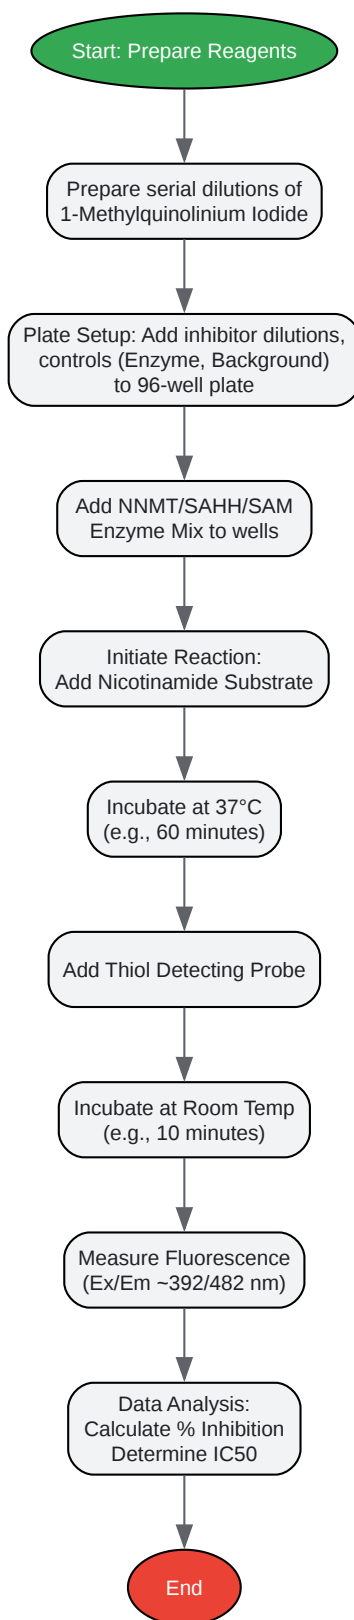 Start: Prepare Reagents
Prepare serial dilutions of
1-Methylquinolinium Iodide
Plate Setup: Add inhibitor dilutions,
controls (Enzyme, Background)
to 96-well plate
Add NNMT/SAHH/SAM
Enzyme Mix to wells
Initiate Reaction:
Add Nicotinamide Substrate
Incubate at 37°C
(e.g., 60 minutes)
Add Thiol Detecting Probe
Incubate at Room Temp
(e.g., 10 minutes)
Measure Fluorescence
(Ex/Em ~392/482 nm)
Data Analysis:
Calculate % Inhibition
Determine IC50
End